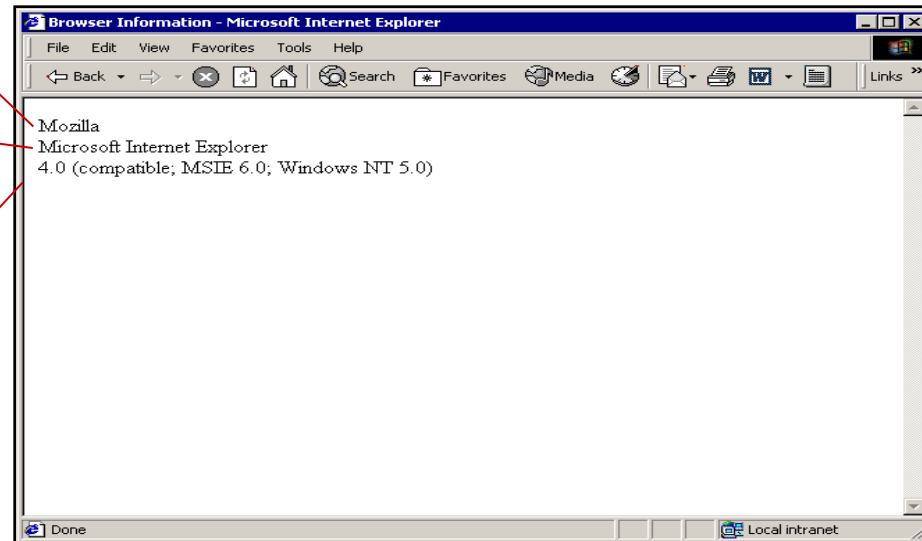 Browser Information - Microsoft Internet Explorer
File Edit View Favorites Tools Help
Back Search Favorites Media Links »
Mozilla
Microsoft Internet Explorer
4.0 (compatible; MSIE 6.0; Windows NT 5.0)
Done Local intranet